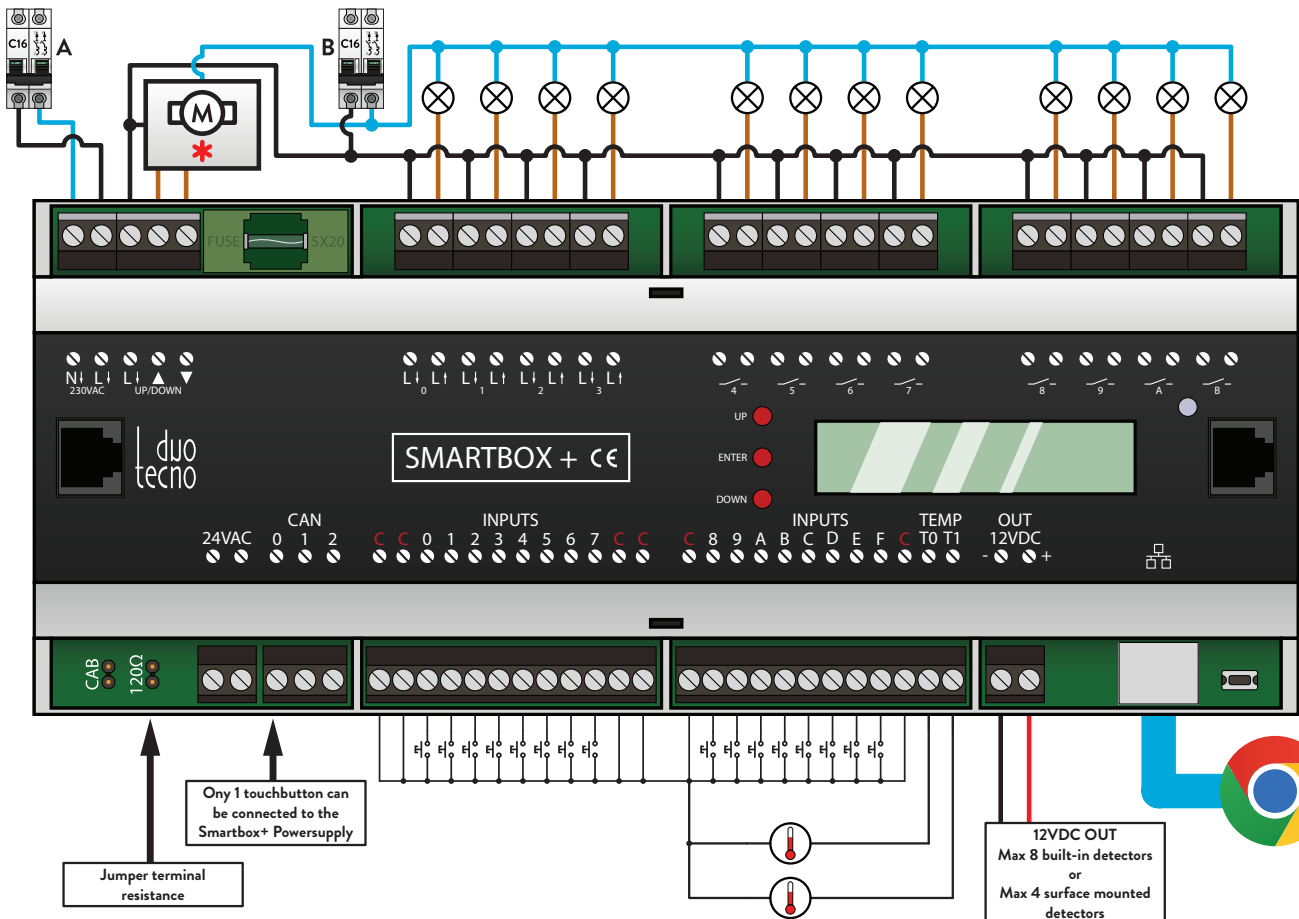 C16 A
B C16
M
FUSE 5X20
N↓ L↓ L↓ ▲ ▼
230VAC UP/DOWN
L↓ L↑ L↓ L↑ L↓ L↑ L↓ L↑
0 1 2 3
4 5 6 7
8 9 A B
duo
tecno
SMARTBOX + CE
UP
ENTER
DOWN
24VAC
CAN
0 1 2
INPUTS
C C 0 1 2 3 4 5 6 7 C C
INPUTS
C 8 9 A B C D E F C
TEMP
T0 T1
OUT
12VDC
- +
CAB
120Ω
Ony 1 touchbutton can
be connected to the
Smartbox+ Powersupply
Jumper terminal
resistance
12VDC OUT
Max 8 built-in detectors
or
Max 4 surface mounted
detectors